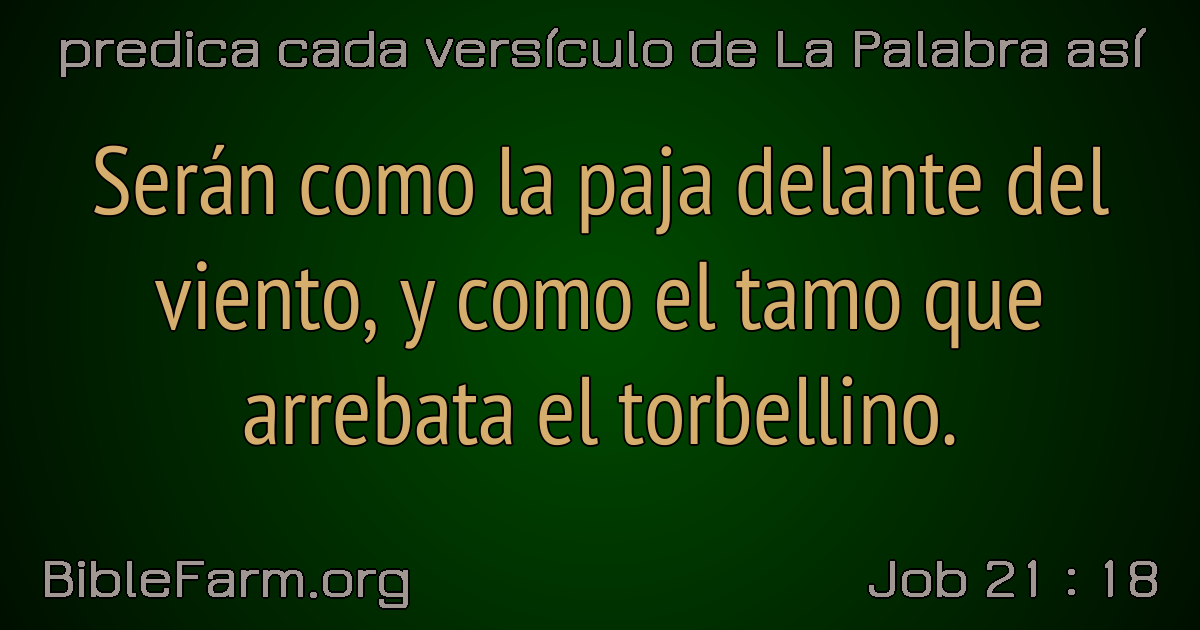 predica cada versículo de La Palabra así
Serán como la paja delante del
viento, y como el tamo que
arrebata el torbellino.
BibleFarm.org
Job 21 : 18